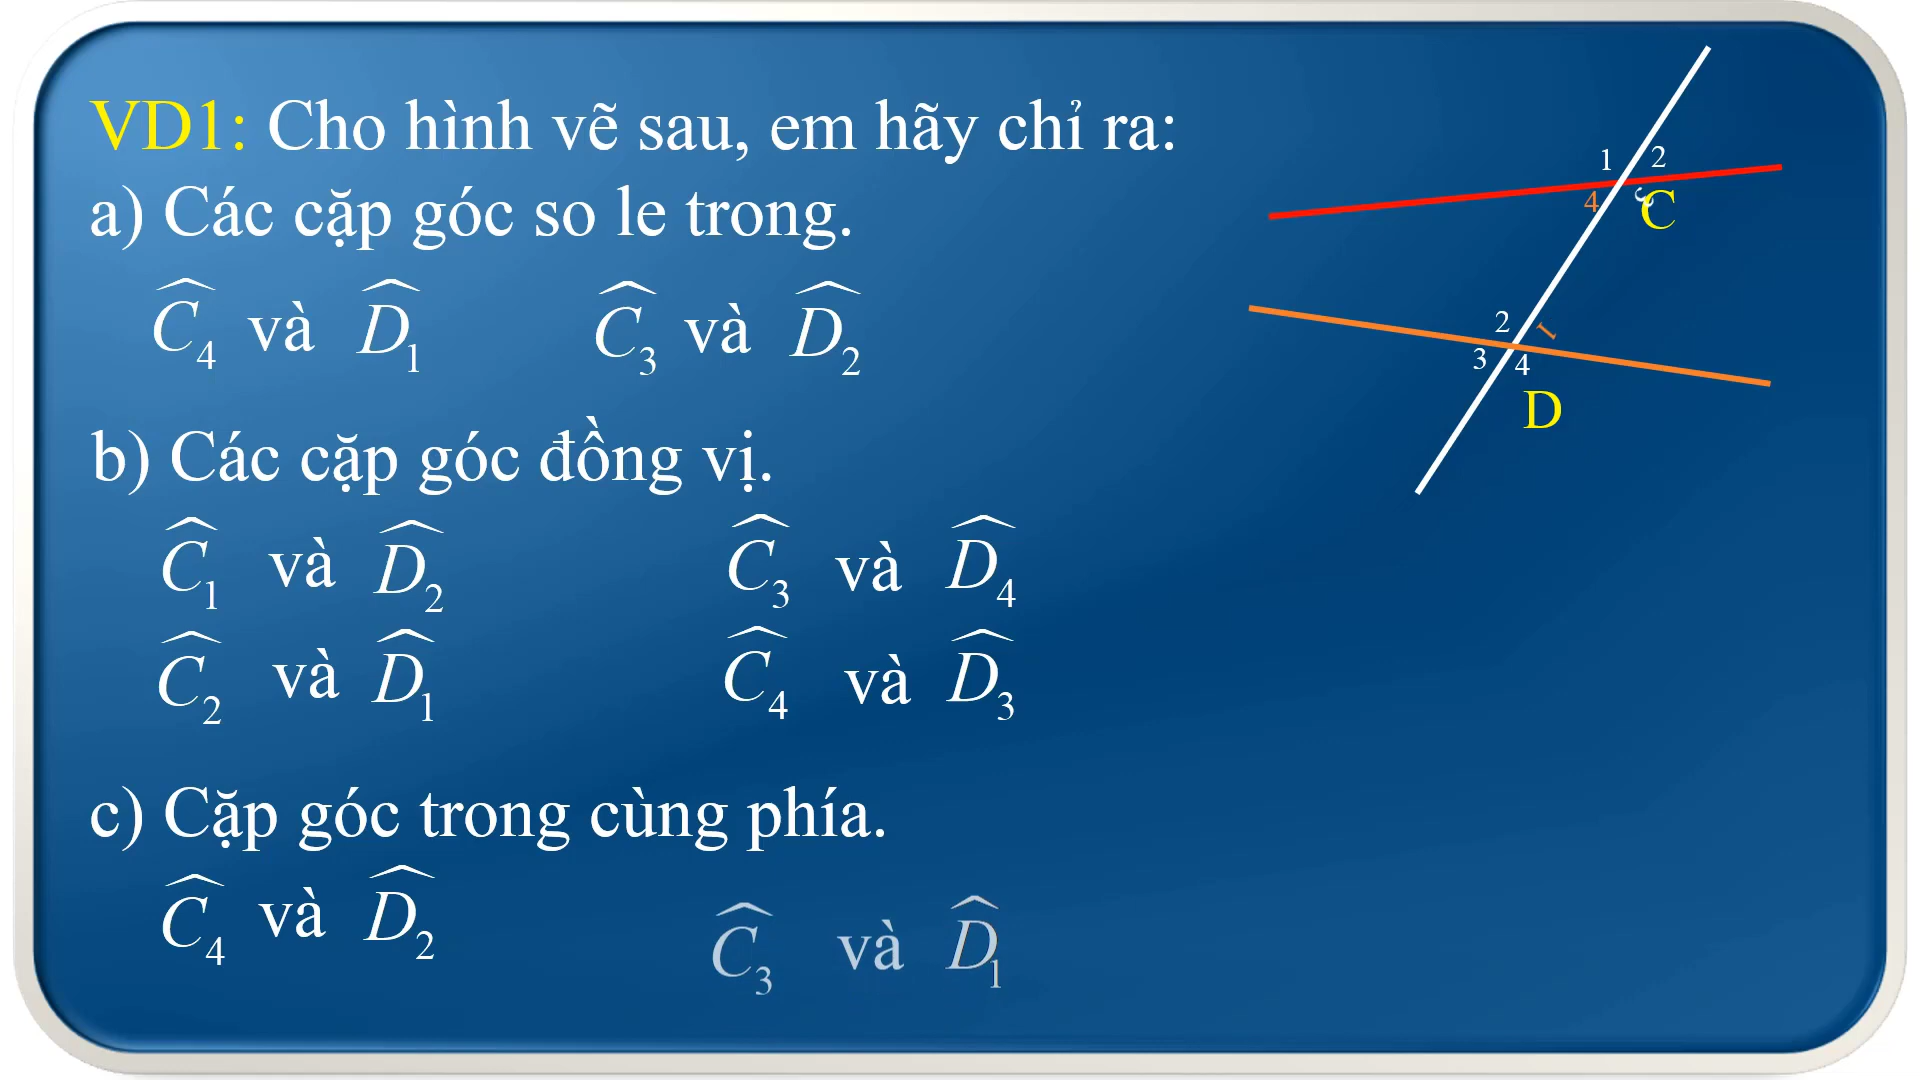 VD1: Cho hình vẽ sau, em hãy chỉ ra:
a) Các cặp góc so le trong.
C₄ và D₁ C₃ và D₂
b) Các cặp góc đồng vị.
C₁ và D₂ C₃ và D₄
C₂ và D₁ C₄ và D₃
c) Cặp góc trong cùng phía.
C₄ và D₂ C₃ và D₁
1 2
4 3 C
2 1
3 4
D